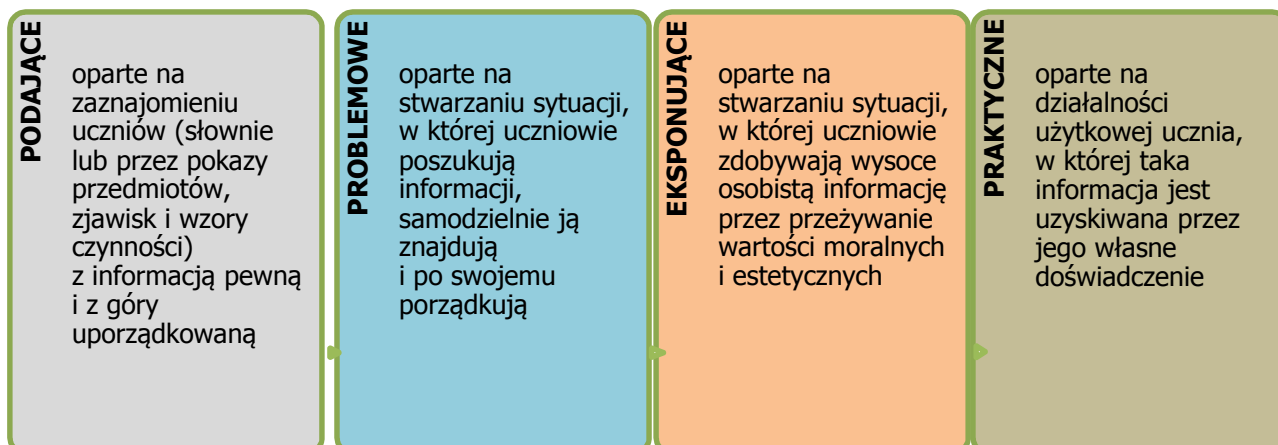 PODAJĄCE
oparte na
zaznajomieniu
uczniów (słownie
lub przez pokazy
przedmiotów,
zjawisk i wzory
czynności)
z informacją pewną
i z góry
uporządkowaną
PROBLEMOWE
oparte na
stwarzaniu sytuacji,
w której uczniowie
poszukują
informacji,
samodzielnie ją
znajdują
i po swojemu
porządkują
EKSPONUJĄCE
oparte na
stwarzaniu sytuacji,
w której uczniowie
zdobywają wysoce
osobistą informację
przez przeżywanie
wartości moralnych
i estetycznych
PRAKTYCZNE
oparte na
działalności
użytkowej ucznia,
w której taka
informacja jest
uzyskiwana przez
jego własne
doświadczenie